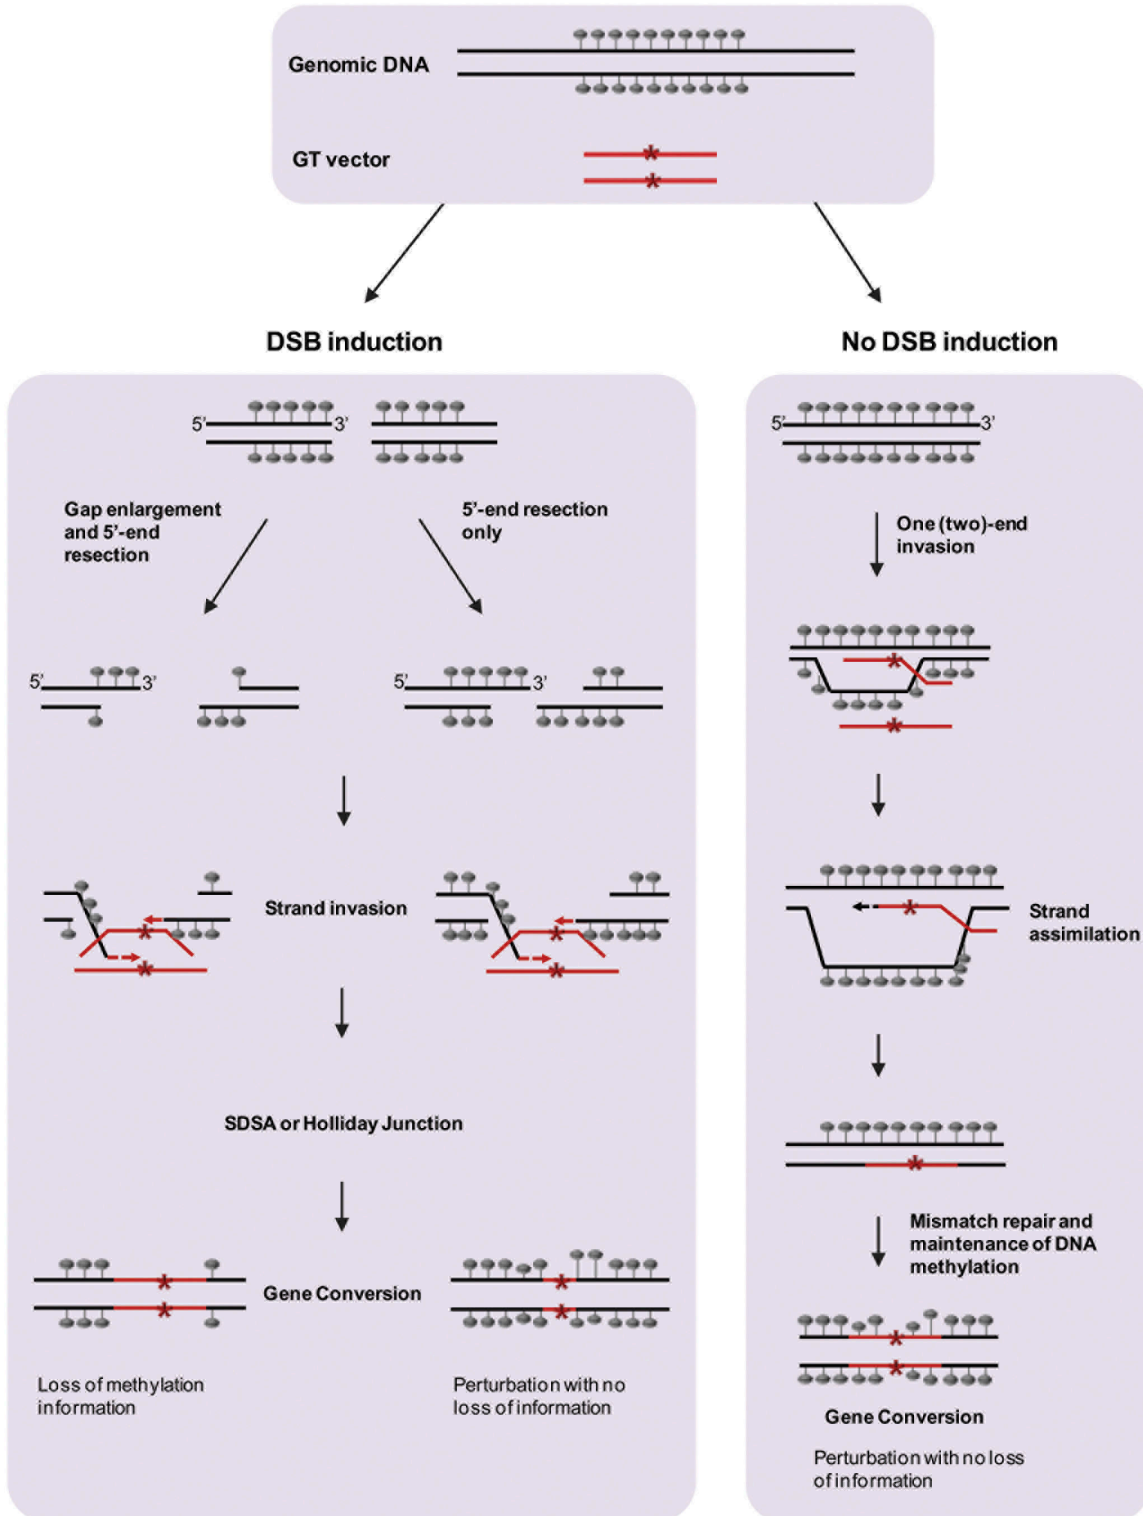 Genomic DNA
GT vector
*
*
DSB induction
No DSB induction
5’ 3’
Gap enlargement
and 5’-end
resection
5’-end resection
only
5’ 3’
5’ 3’
Strand invasion
*
*
*
*
SDSA or Holliday Junction
Gene Conversion
*
*
*
*
Loss of methylation
information
Perturbation with no
loss of information
5’ 3’
One (two)-end
invasion
*
*
*
Strand
assimilation
*
Mismatch repair and
maintenance of DNA
methylation
*
*
Gene Conversion
Perturbation with no loss
of information